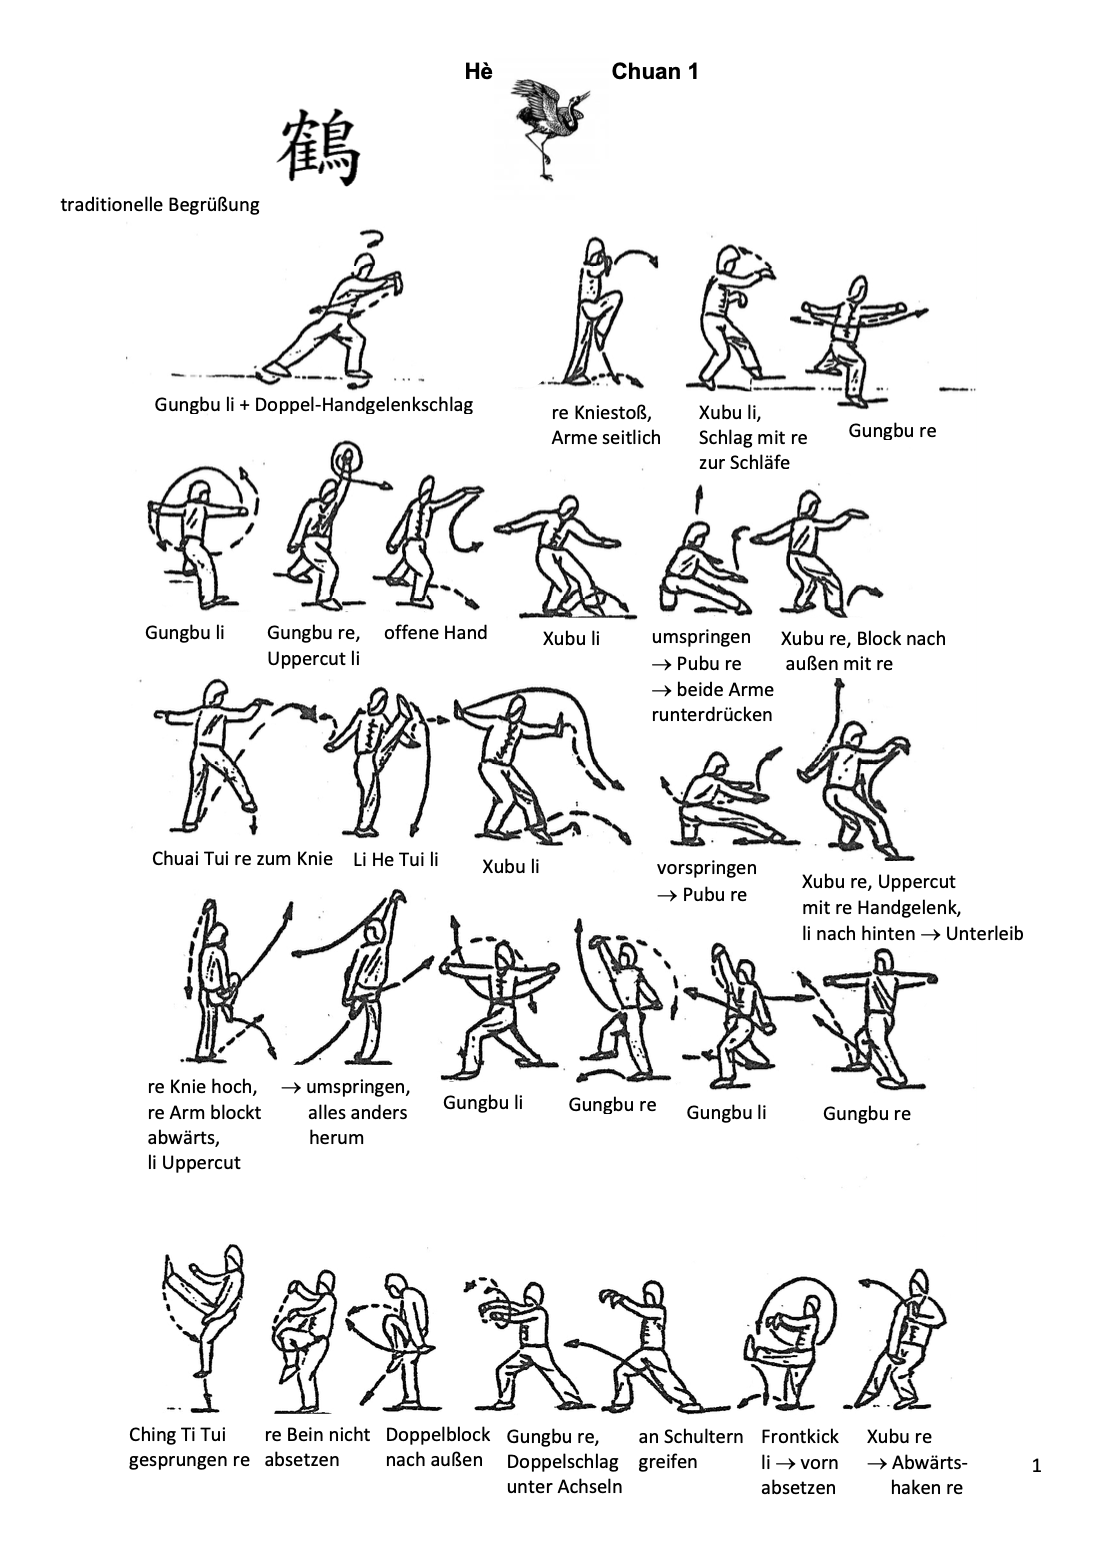 Hè Chuan 1
鶴
traditionelle Begrüßung
Gungbu li + Doppel-Handgelenkschlag
re Kniestoß,
Arme seitlich
Xubu li,
Schlag mit re
zur Schläfe
Gungbu re
Gungbu li
Gungbu re,
Uppercut li
offene Hand
Xubu li
umspringen
→ Pubu re
→ beide Arme
runterdrücken
Xubu re, Block nach
außen mit re
Chuai Tui re zum Knie
Li He Tui li
Xubu li
vorspringen
→ Pubu re
Xubu re, Uppercut
mit re Handgelenk,
li nach hinten → Unterleib
re Knie hoch,
re Arm blockt
abwärts,
li Uppercut
→ umspringen,
alles anders
herum
Gungbu li
Gungbu re
Gungbu li
Gungbu re
Ching Ti Tui
gesprungen re
re Bein nicht
absetzen
Doppelblock
nach außen
Gungbu re,
Doppelschlag
unter Achseln
an Schultern
greifen
Frontkick
li → vorn
absetzen
Xubu re
→ Abwärts-
haken re
1